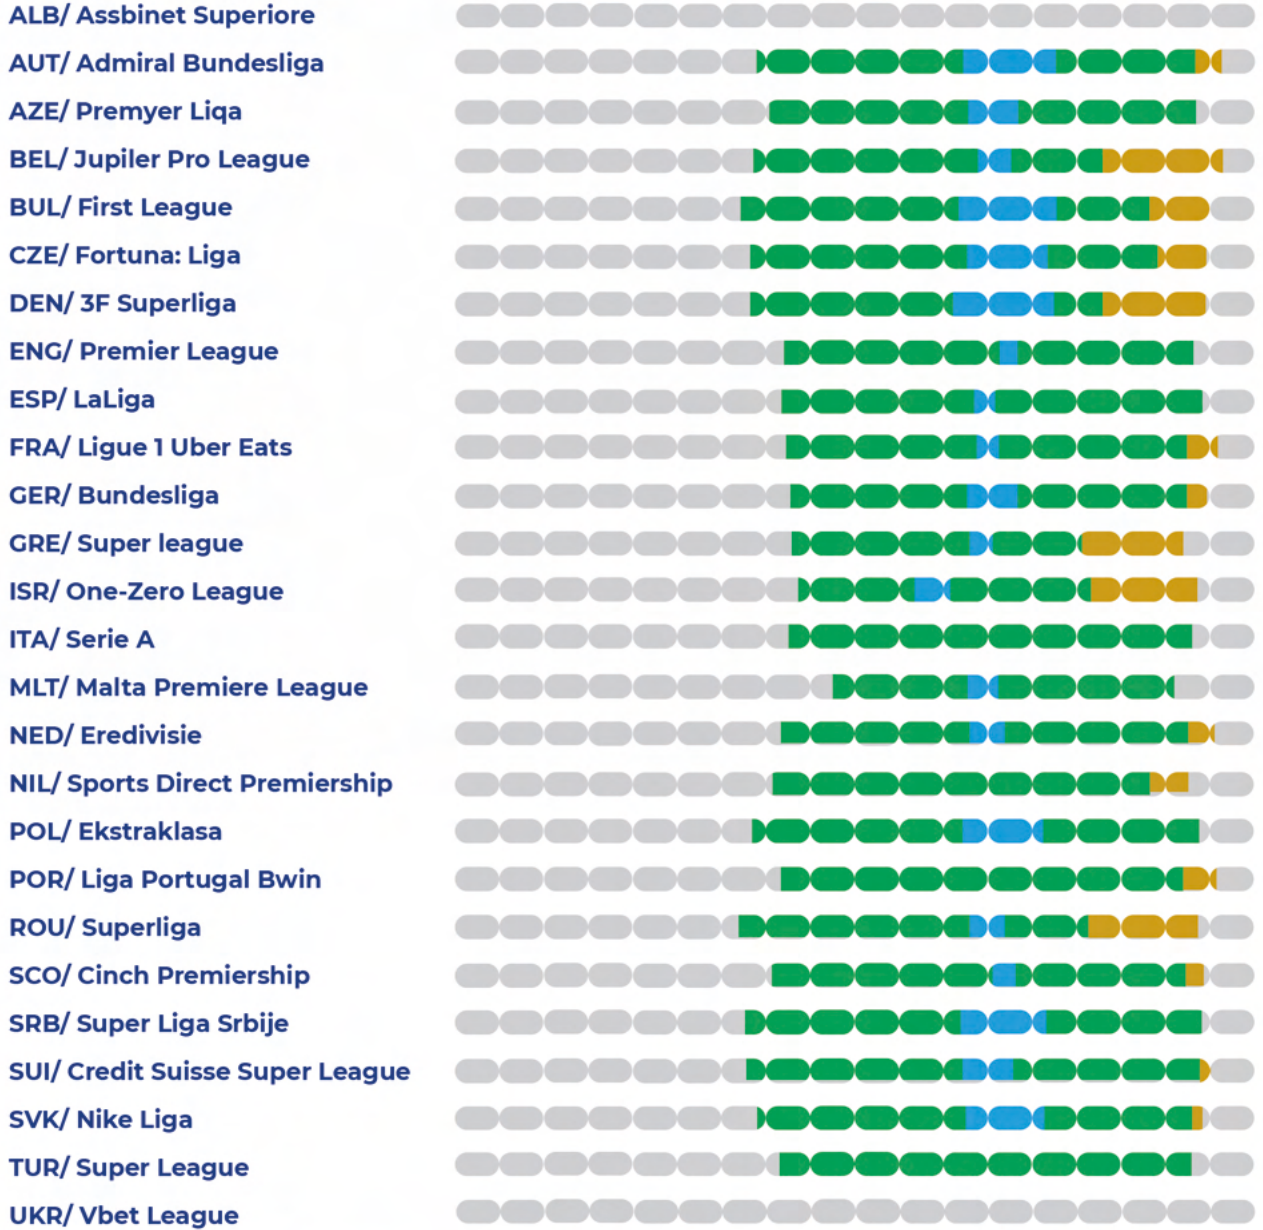 ALB/ Assbinet Superiore
AUT/ Admiral Bundesliga
AZE/ Premyer Liqa
BEL/ Jupiler Pro League
BUL/ First League
CZE/ Fortuna: Liga
DEN/ 3F Superliga
ENG/ Premier League
ESP/ LaLiga
FRA/ Ligue 1 Uber Eats
GER/ Bundesliga
GRE/ Super league
ISR/ One-Zero League
ITA/ Serie A
MLT/ Malta Premiere League
NED/ Eredivisie
NIL/ Sports Direct Premiership
POL/ Ekstraklasa
POR/ Liga Portugal Bwin
ROU/ Superliga
SCO/ Cinch Premiership
SRB/ Super Liga Srbije
SUI/ Credit Suisse Super League
SVK/ Nike Liga
TUR/ Super League
UKR/ Vbet League